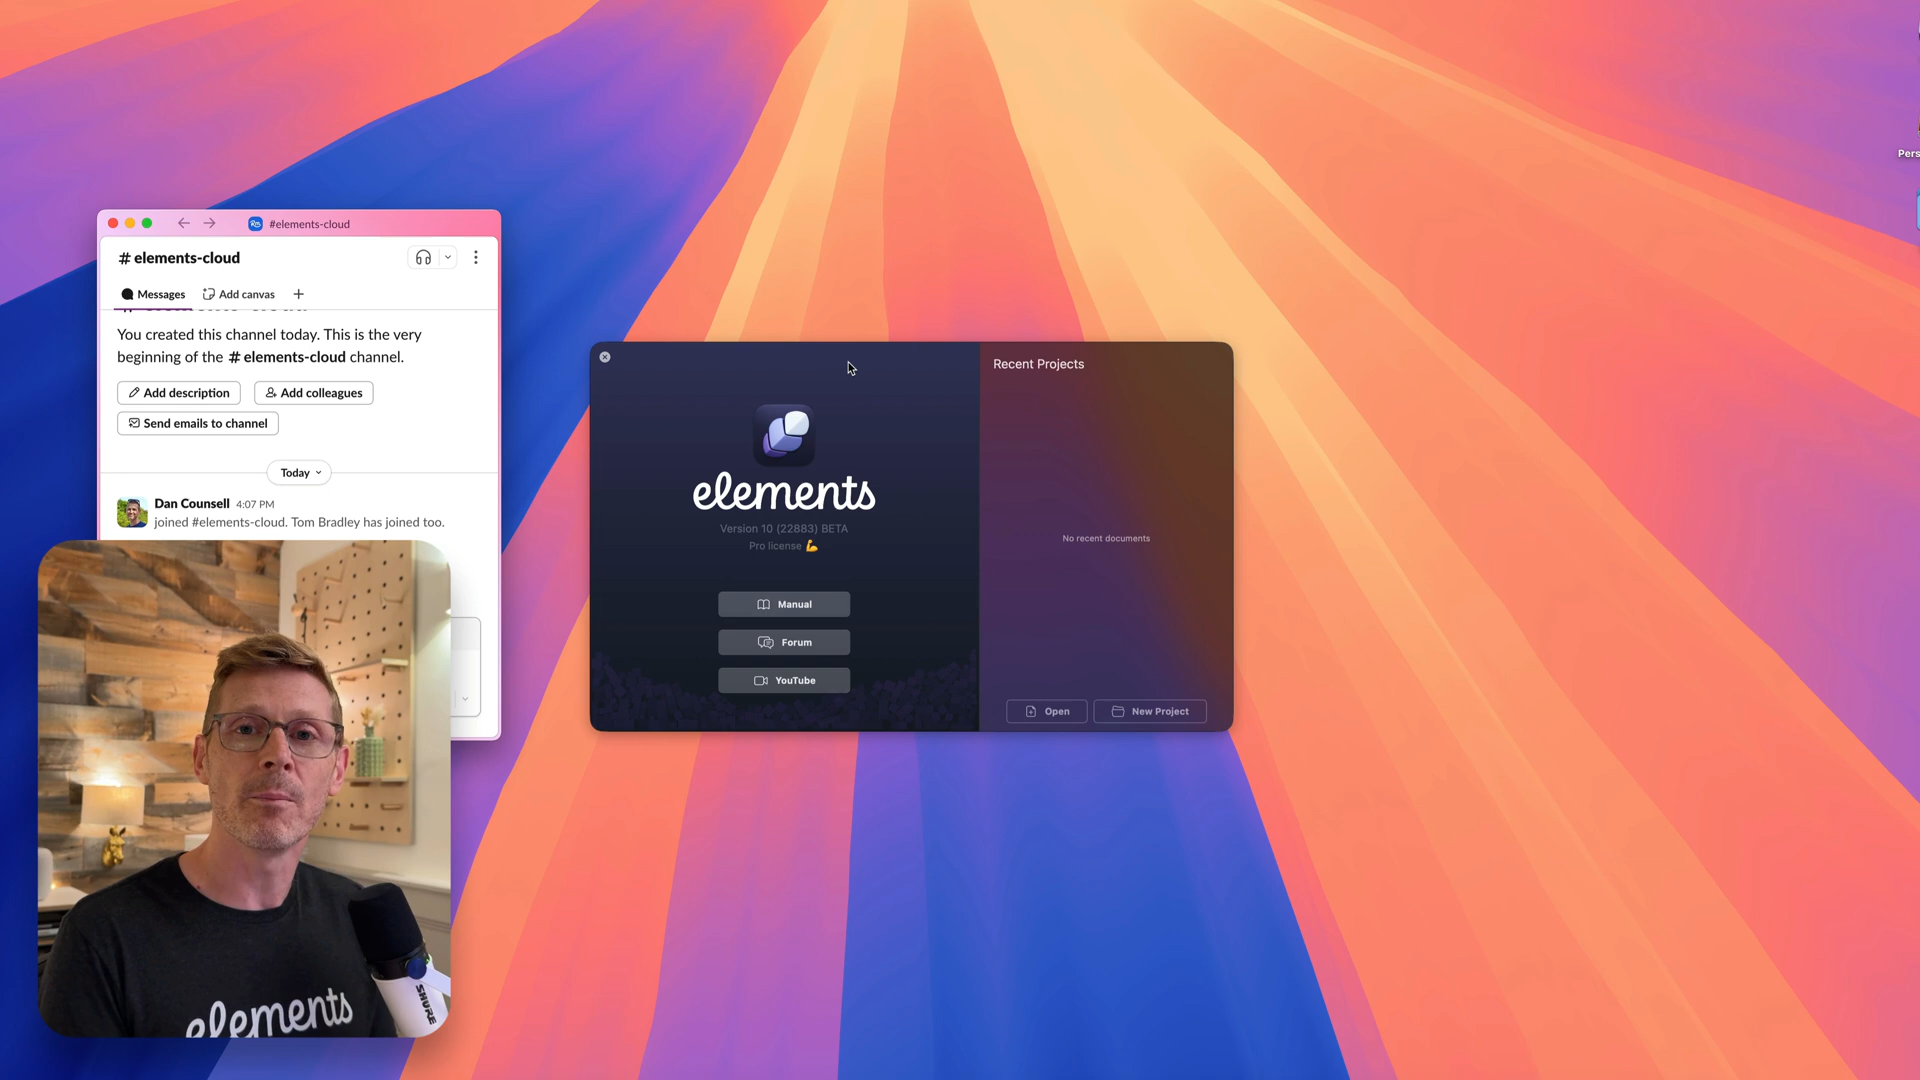 #elements-cloud
# elements-cloud
Messages
Add canvas
You created this channel today. This is the very
beginning of the # elements-cloud channel.
Add description
Add colleagues
Send emails to channel
Today
Dan Counsell 4:07 PM
joined #elements-cloud. Tom Bradley has joined too.
elements
SHURE
elements
Version 10 (22883) BETA
Pro license 💪
Manual
Forum
YouTube
Recent Projects
No recent documents
Open
New Project
Pers